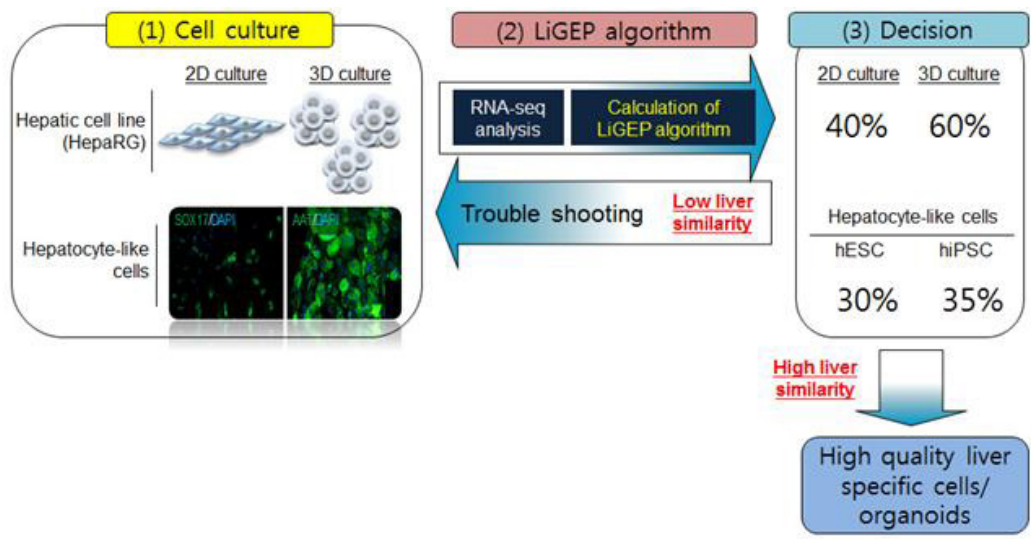 (1) Cell culture
2D culture
3D culture
Hepatic cell line
(HepaRG)
SOX17/DAPI
AAT/DAPI
Hepatocyte-like
cells
(2) LiGEP algorithm
RNA-seq
analysis
Calculation of
LiGEP algorithm
Trouble shooting
Low liver
similarity
(3) Decision
2D culture
3D culture
40%
60%
Hepatocyte-like cells
hESC
hiPSC
30%
35%
High liver
similarity
High quality liver
specific cells/
organoids